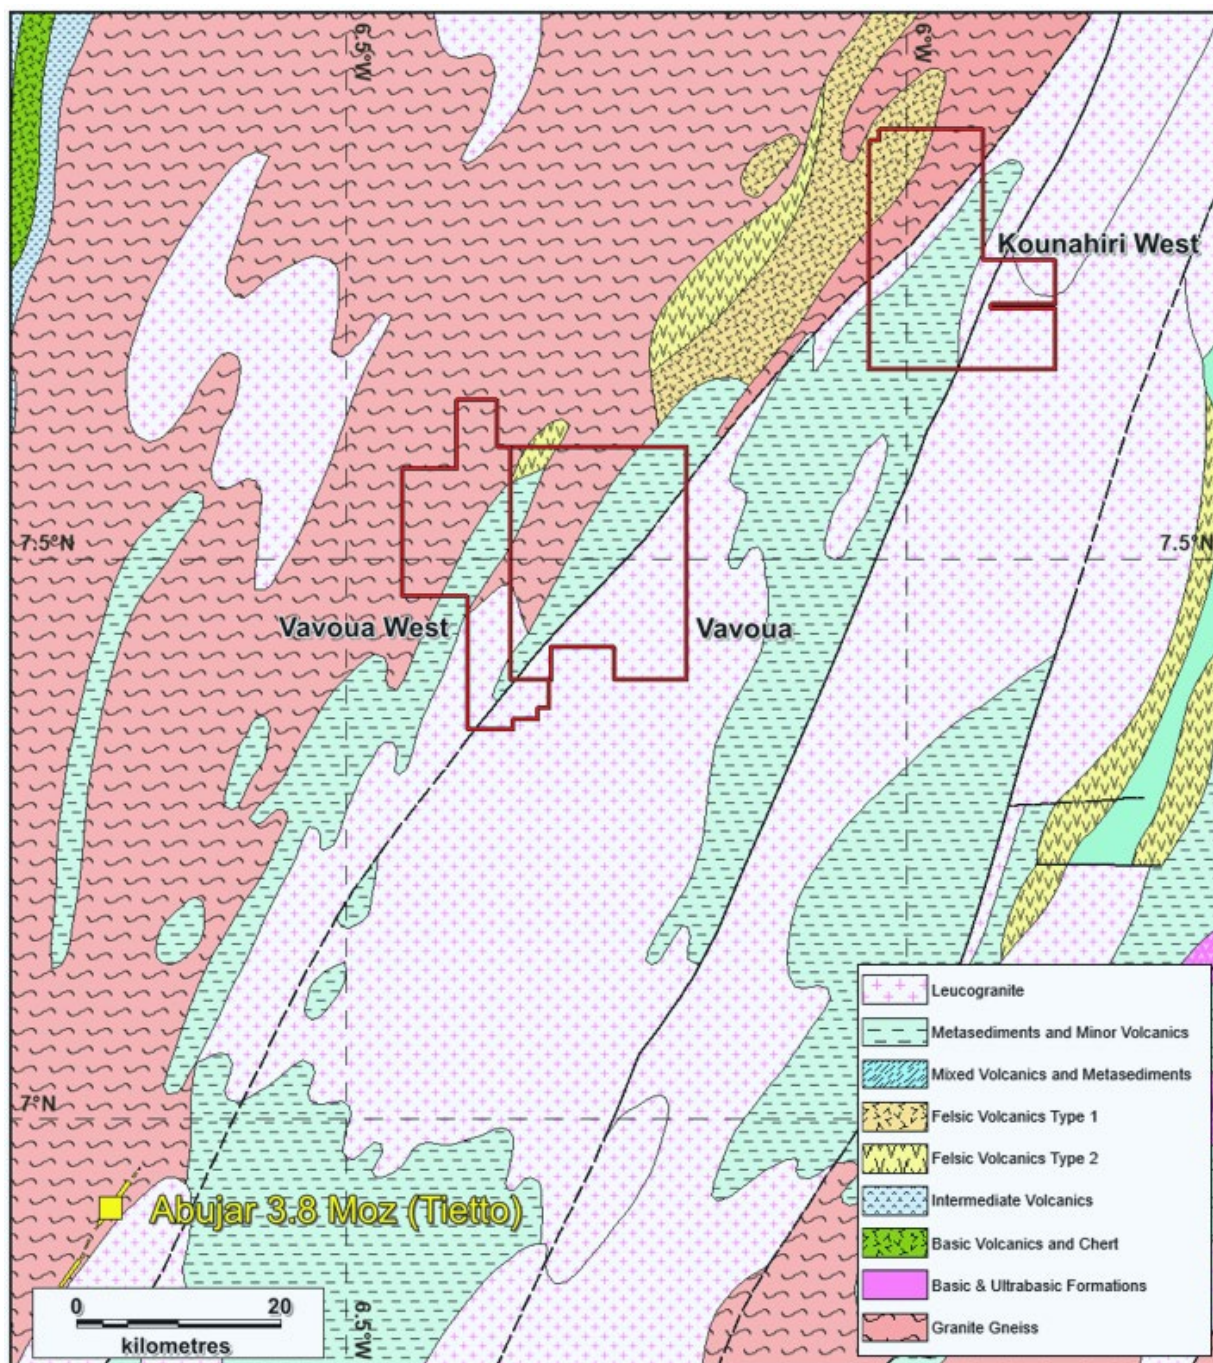 6.5°W
6°W
Kounahiri West
7.5°N
7.5°N
Vavoua West
Vavoua
7°N
Abujar 3.8 Moz (Tietto)
6.5°W
0 20
kilometres
Leucogranite
Metasediments and Minor Volcanics
Mixed Volcanics and Metasediments
Felsic Volcanics Type 1
Felsic Volcanics Type 2
Intermediate Volcanics
Basic Volcanics and Chert
Basic & Ultrabasic Formations
Granite Gneiss